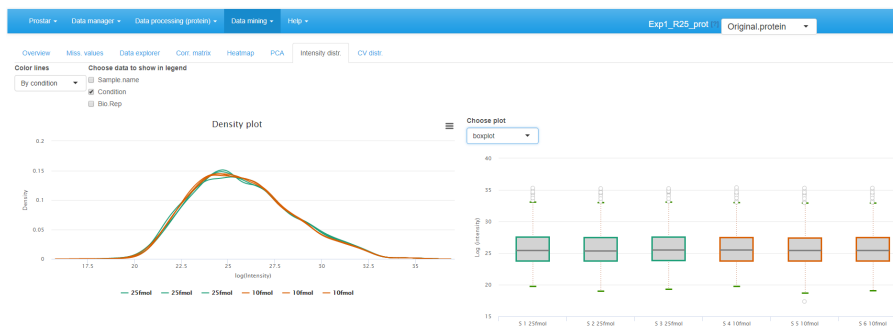 Prostar Data manager Data processing (protein) Data mining Help Exp1_R25_prot Original.protein
Overview Miss. values Data explorer Corr. matrix Heatmap PCA Intensity distr. CV distr.
Color lines Choose data to show in legend
By condition Sample.name
Condition
Bio.Rep
Density plot
Choose plot
boxplot
0.2
0.15
0.1
0.05
0
Density
17.5 20 22.5 25 27.5 30 32.5 35
log(Intensity)
25fmol 25fmol 25fmol 10fmol 10fmol 10fmol
40
35
30
25
20
15
Log (intensity)
S 1 25fmol S 2 25fmol S 3 25fmol S 4 10fmol S 5 10fmol S 6 10fmol